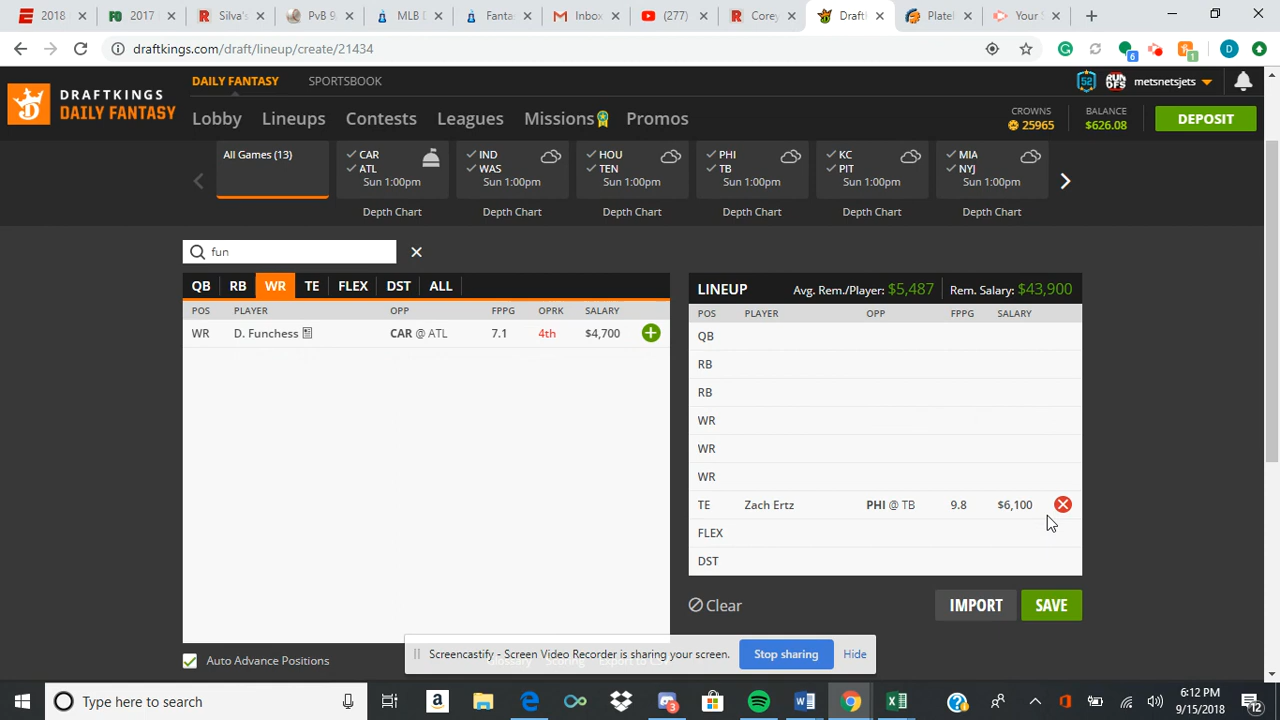 2018
2017
Silva's
PvB 9
MLB D
Fanta
Inbox
(277)
Corey
Draft
Plate
Your S
draftkings.com/draft/lineup/create/21434
6
1
D
DAILY FANTASY SPORTSBOOK
DRAFTKINGS
DAILY FANTASY
52 RUN DFS metsnetsjets
Lobby Lineups Contests Leagues Missions Promos
CROWNS
25965
BALANCE
$626.08
DEPOSIT
All Games (13)
CAR
ATL
Sun 1:00pm
IND
WAS
Sun 1:00pm
HOU
TEN
Sun 1:00pm
PHI
TB
Sun 1:00pm
KC
PIT
Sun 1:00pm
MIA
NYJ
Sun 1:00pm
Depth Chart Depth Chart Depth Chart Depth Chart Depth Chart Depth Chart
fun
QB RB WR TE FLEX DST ALL
POS PLAYER OPP FPPG OPRK SALARY
WR D. Funchess CAR @ ATL 7.1 4th $4,700
LINEUP Avg. Rem./Player: $5,487 Rem. Salary: $43,900
POS PLAYER OPP FPPG SALARY
QB
RB
RB
WR
WR
WR
TE Zach Ertz PHI @ TB 9.8 $6,100
FLEX
DST
Clear IMPORT SAVE
Screencastify - Screen Video Recorder is sharing your screen. Stop sharing Hide
Auto Advance Positions
Type here to search
3
6:12 PM
9/15/2018
12